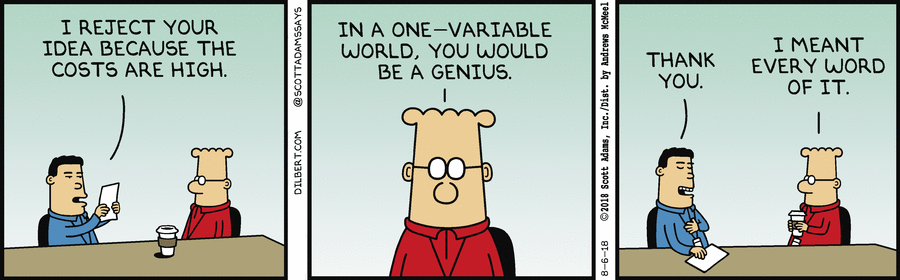 I REJECT YOUR
IDEA BECAUSE THE
COSTS ARE HIGH.
DILBERT.COM @SCOTTADAMSSAYS
IN A ONE-VARIABLE
WORLD, YOU WOULD
BE A GENIUS.
8-6-18 ©2018 Scott Adams, Inc./Dist. by Andrews McMeel
THANK
YOU.
I MEANT
EVERY WORD
OF IT.